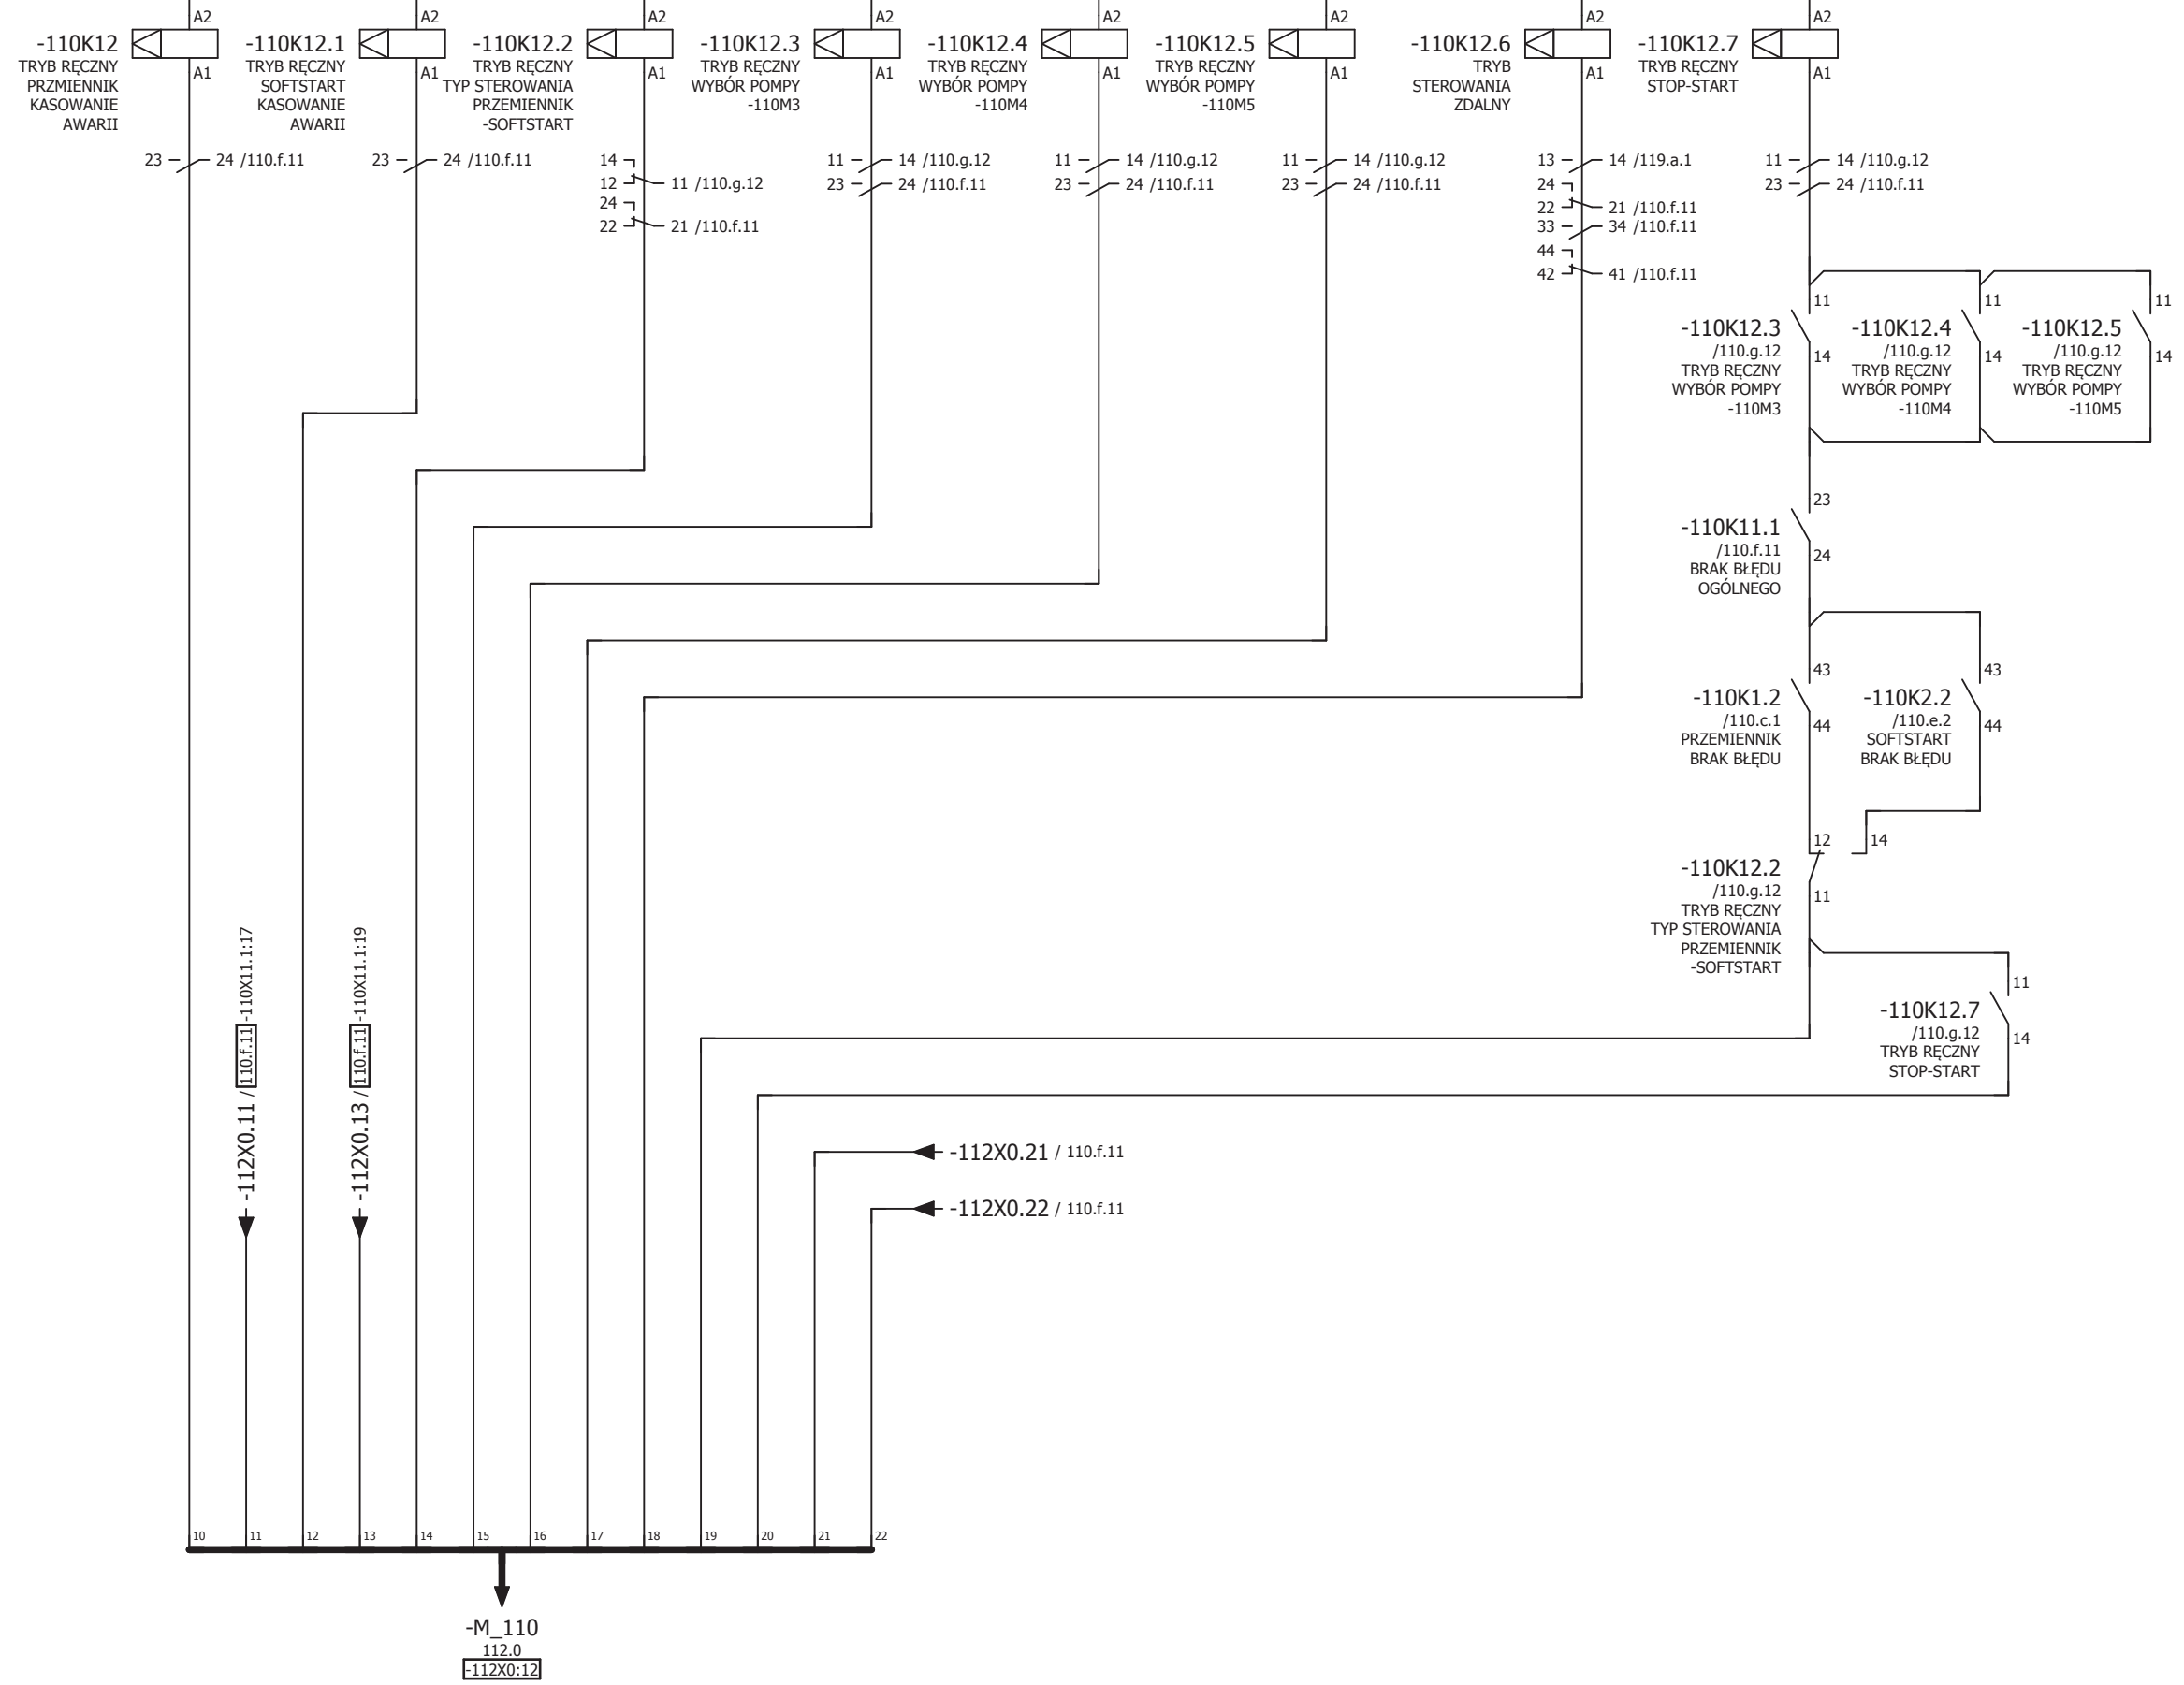 A2
-110K12
TRYB RĘCZNY
PRZMIENNIK
KASOWANIE
AWARII
A1
23
24 /110.f.11
A2
-110K12.1
TRYB RĘCZNY
SOFTSTART
KASOWANIE
AWARII
A1
23
24 /110.f.11
A2
-110K12.2
TRYB RĘCZNY
TYP STEROWANIA
PRZEMIENNIK
-SOFTSTART
A1
14
12
11 /110.g.12
24
22
21 /110.f.11
A2
-110K12.3
TRYB RĘCZNY
WYBÓR POMPY
-110M3
A1
11
14 /110.g.12
23
24 /110.f.11
A2
-110K12.4
TRYB RĘCZNY
WYBÓR POMPY
-110M4
A1
11
14 /110.g.12
23
24 /110.f.11
A2
-110K12.5
TRYB RĘCZNY
WYBÓR POMPY
-110M5
A1
11
14 /110.g.12
23
24 /110.f.11
A2
-110K12.6
TRYB
STEROWANIA
ZDALNY
A1
13
14 /119.a.1
24
22
21 /110.f.11
33
34 /110.f.11
44
42
41 /110.f.11
A2
-110K12.7
TRYB RĘCZNY
STOP-START
A1
11
14 /110.g.12
23
24 /110.f.11
11
-110K12.3
/110.g.12
14
TRYB RĘCZNY
WYBÓR POMPY
-110M3
11
-110K12.4
/110.g.12
14
TRYB RĘCZNY
WYBÓR POMPY
-110M4
11
-110K12.5
/110.g.12
14
TRYB RĘCZNY
WYBÓR POMPY
-110M5
23
-110K11.1
/110.f.11
24
BRAK BŁĘDU
OGÓLNEGO
43
-110K1.2
/110.c.1
44
PRZEMIENNIK
BRAK BŁĘDU
43
-110K2.2
/110.e.2
44
SOFTSTART
BRAK BŁĘDU
12
14
-110K12.2
/110.g.12
11
TRYB RĘCZNY
TYP STEROWANIA
PRZEMIENNIK
-SOFTSTART
11
-110K12.7
/110.g.12
14
TRYB RĘCZNY
STOP-START
-112X0.11 / 110.f.11 -110X11.1:17
-112X0.13 / 110.f.11 -110X11.1:19
-112X0.21 / 110.f.11
-112X0.22 / 110.f.11
10
11
12
13
14
15
16
17
18
19
20
21
22
-M_110
112.0
-112X0:12